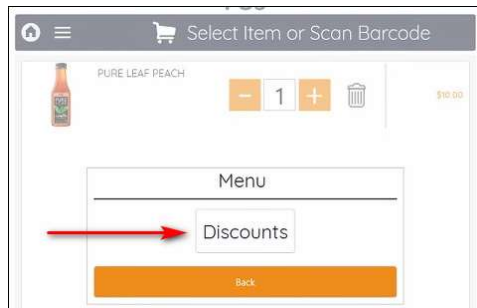 Select Item or Scan Barcode
PURE LEAF PEACH
1
$10.00
Menu
Discounts
Back